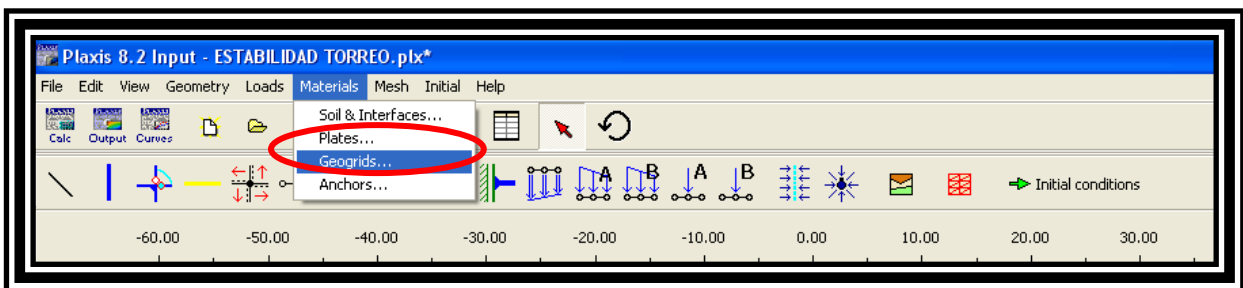 Plaxis 8.2 Input - ESTABILIDAD TORREO.plx*
File Edit View Geometry Loads Materials Mesh Initial Help
Soil & Interfaces...
Plates...
Geogrids...
Anchors...
Calc Output Curves
A B A B Initial conditions
-60.00 -50.00 -40.00 -30.00 -20.00 -10.00 0.00 10.00 20.00 30.00